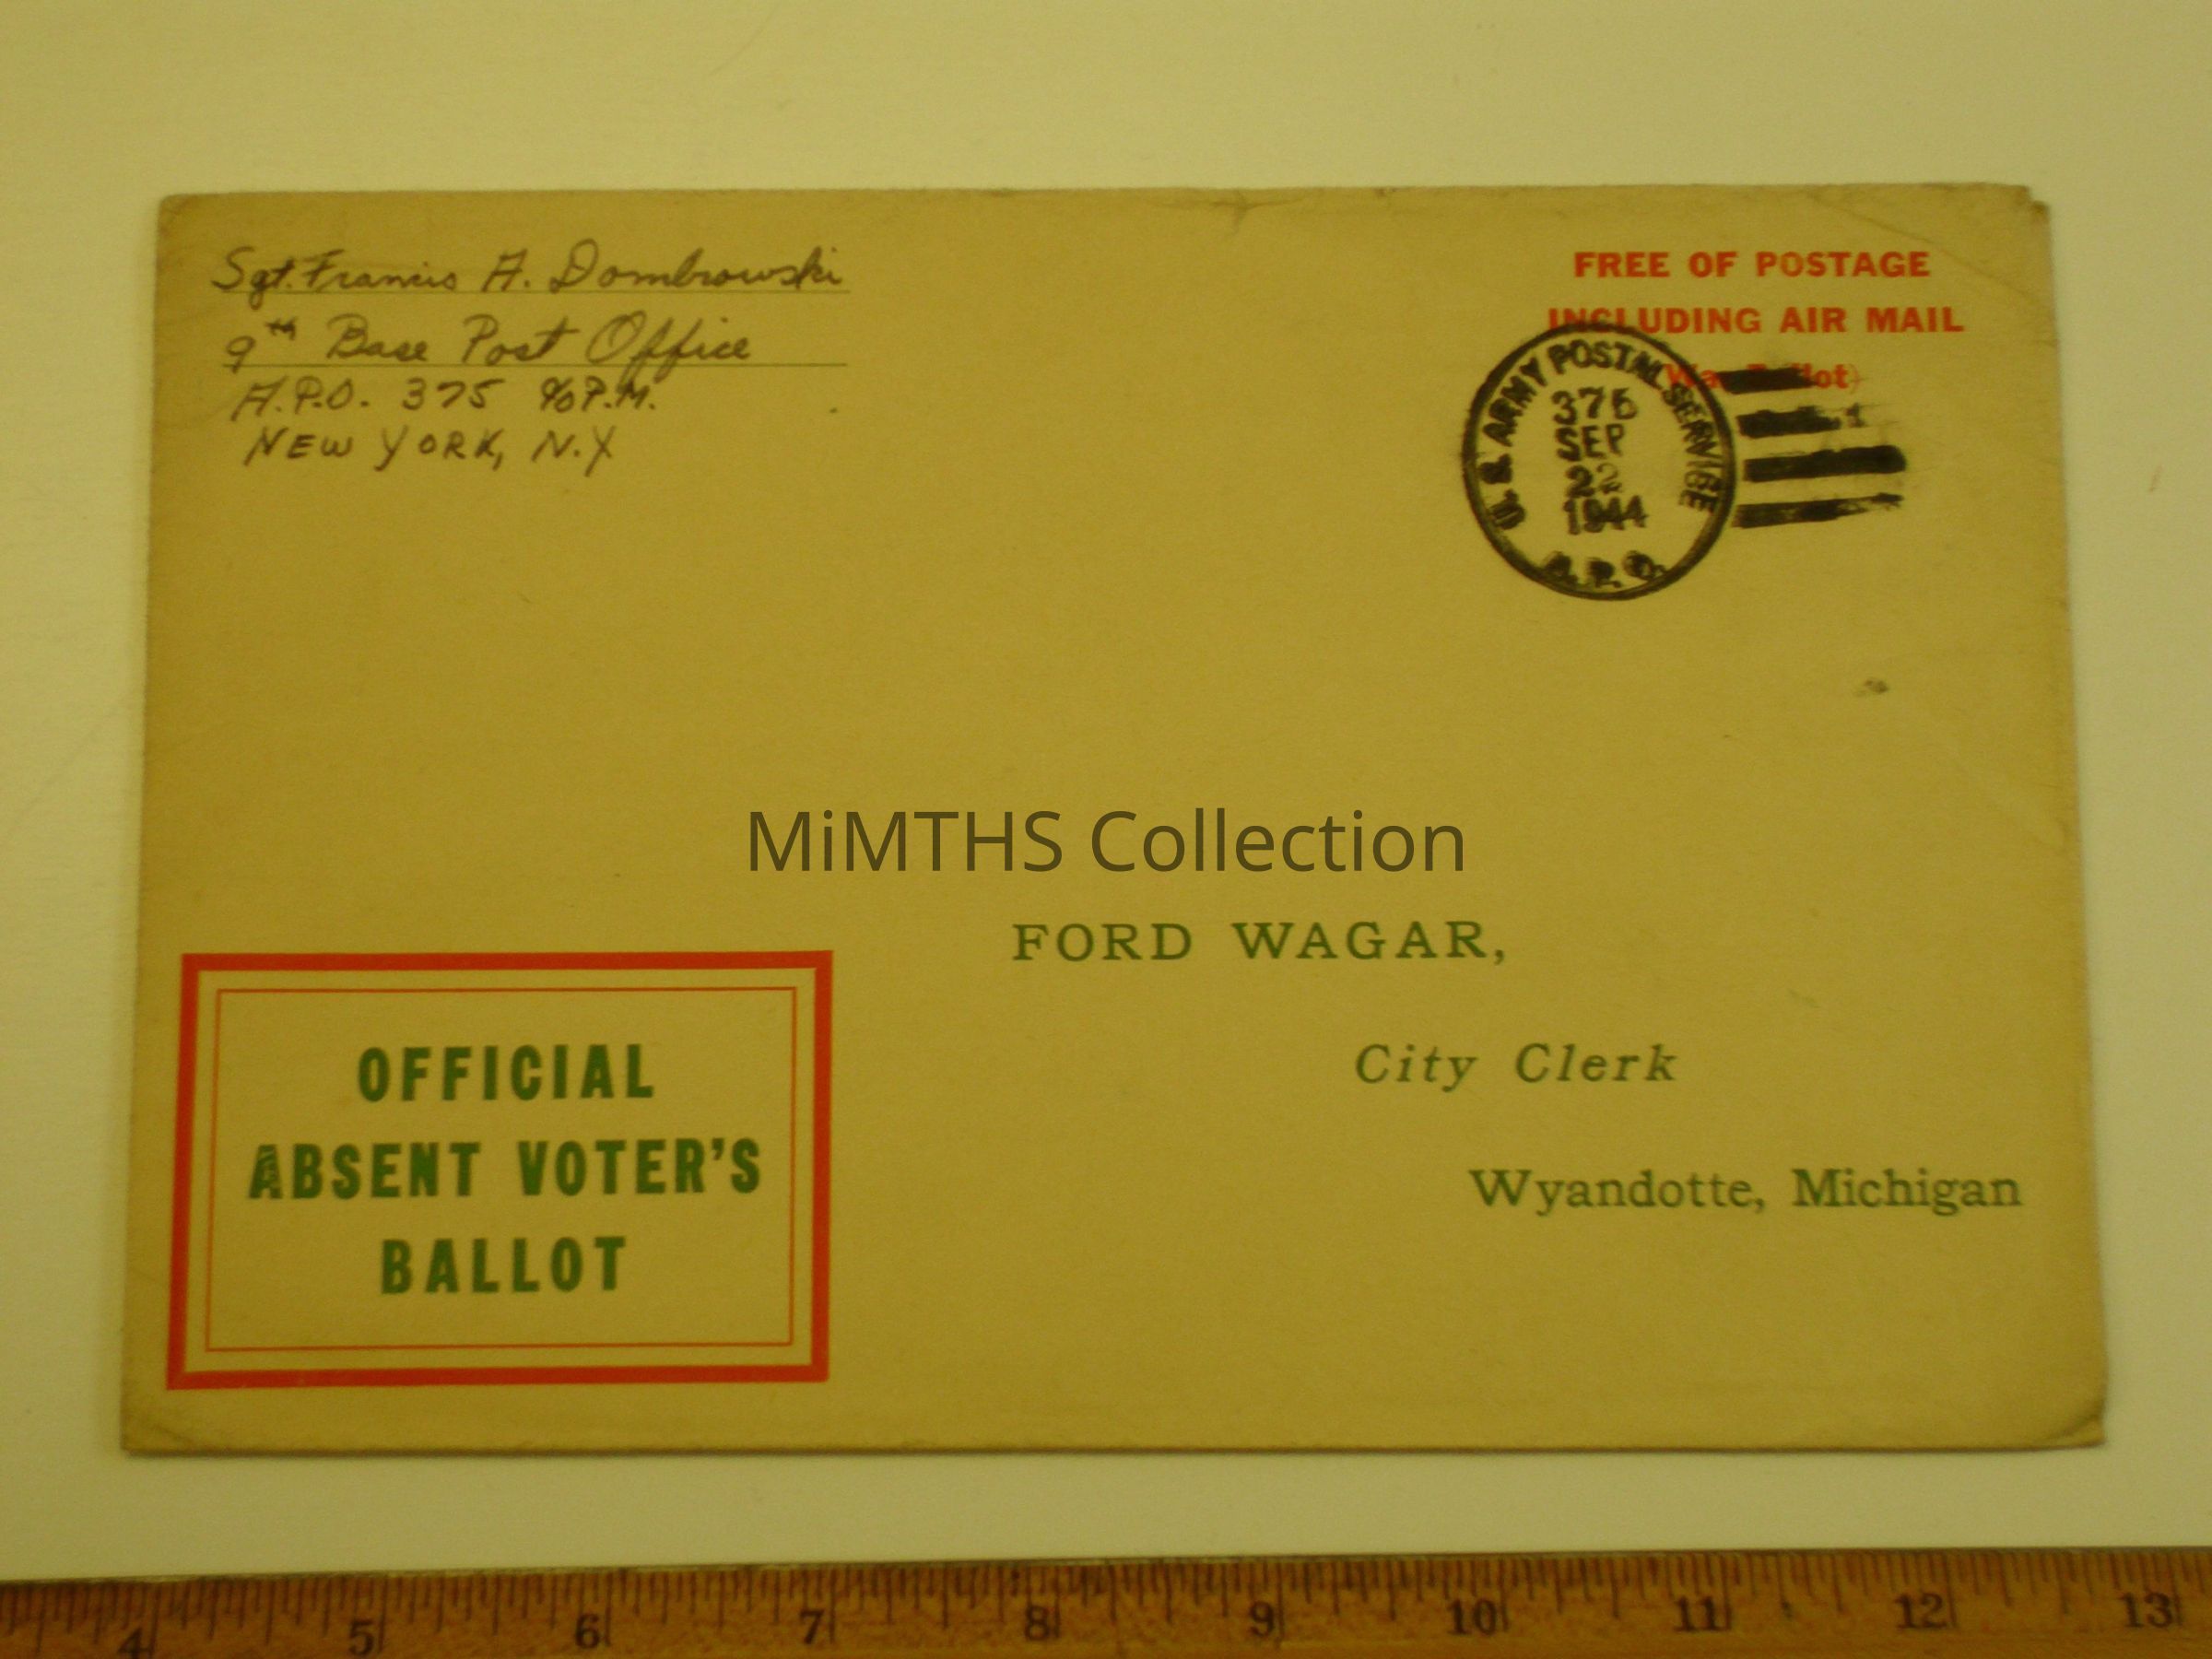 Sgt. Francis A. Dombrowski
9th Base Post Office
A.P.O. 375 c/o P.M.
NEW YORK, N.Y
FREE OF POSTAGE
INCLUDING AIR MAIL
U. S. ARMY POSTAL SERVICE
375
SEP
22
1944
A. P. O.
MiMTHS Collection
FORD WAGAR,
City Clerk
Wyandotte, Michigan
OFFICIAL
ABSENT VOTER'S
BALLOT
4 5 6 7 8 9 10 11 12 13